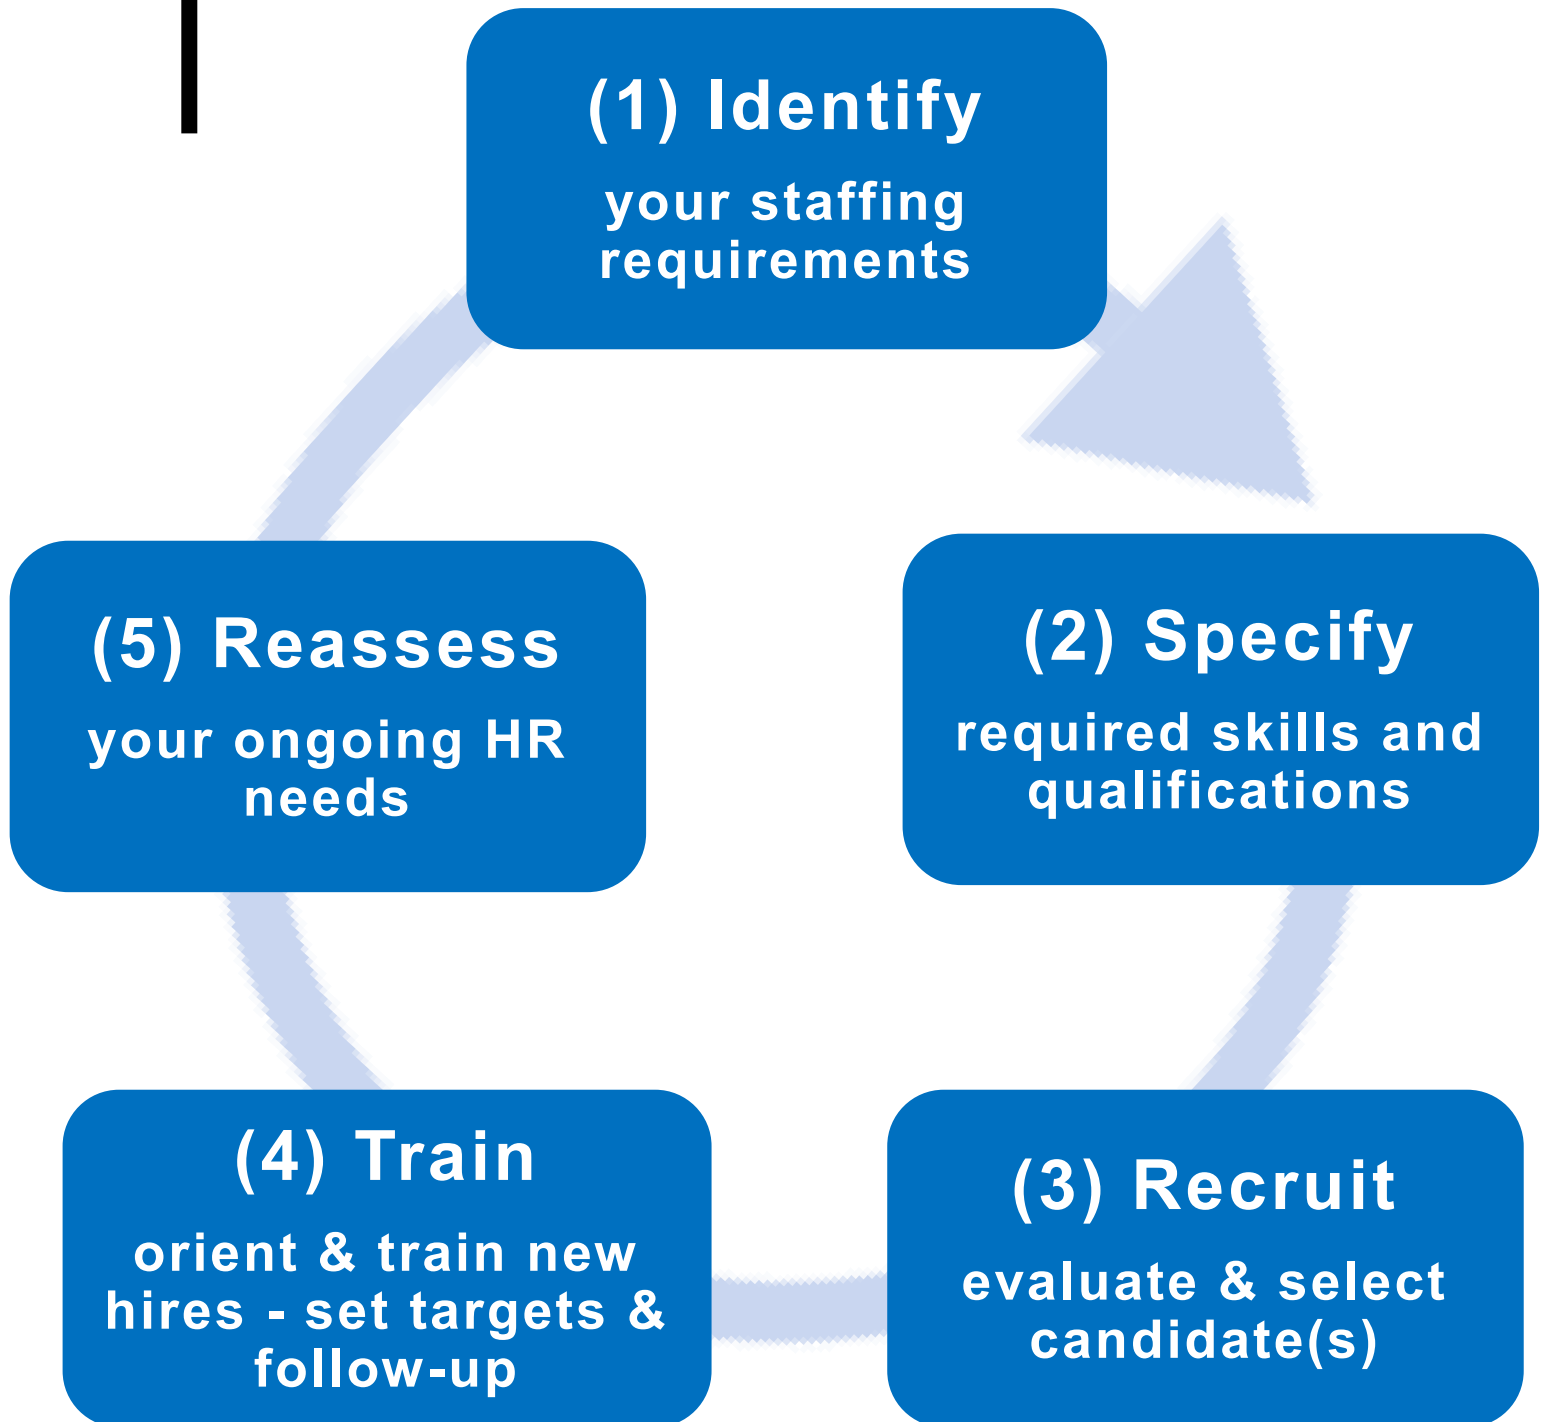 (1) Identify
your staffing
requirements
(2) Specify
required skills and
qualifications
(3) Recruit
evaluate & select
candidate(s)
(4) Train
orient & train new
hires - set targets &
follow-up
(5) Reassess
your ongoing HR
needs